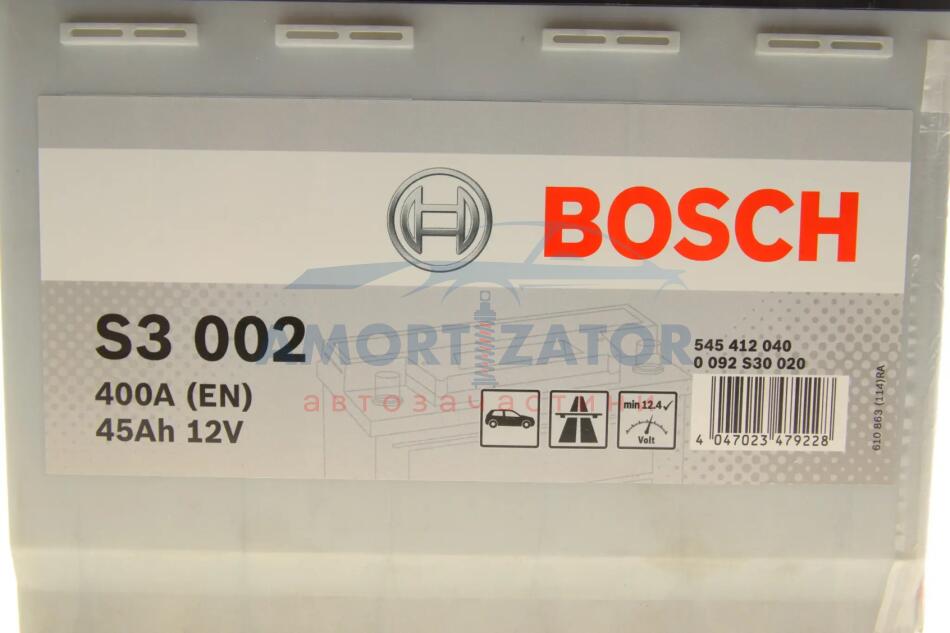 BOSCH
S3 002
400A (EN)
45Ah 12V
545 412 040
0 092 S30 020
min 12.4✓
Volt
4 047023 479228
610 863 (114)RA
AMORTIZATOR
автозапчастини